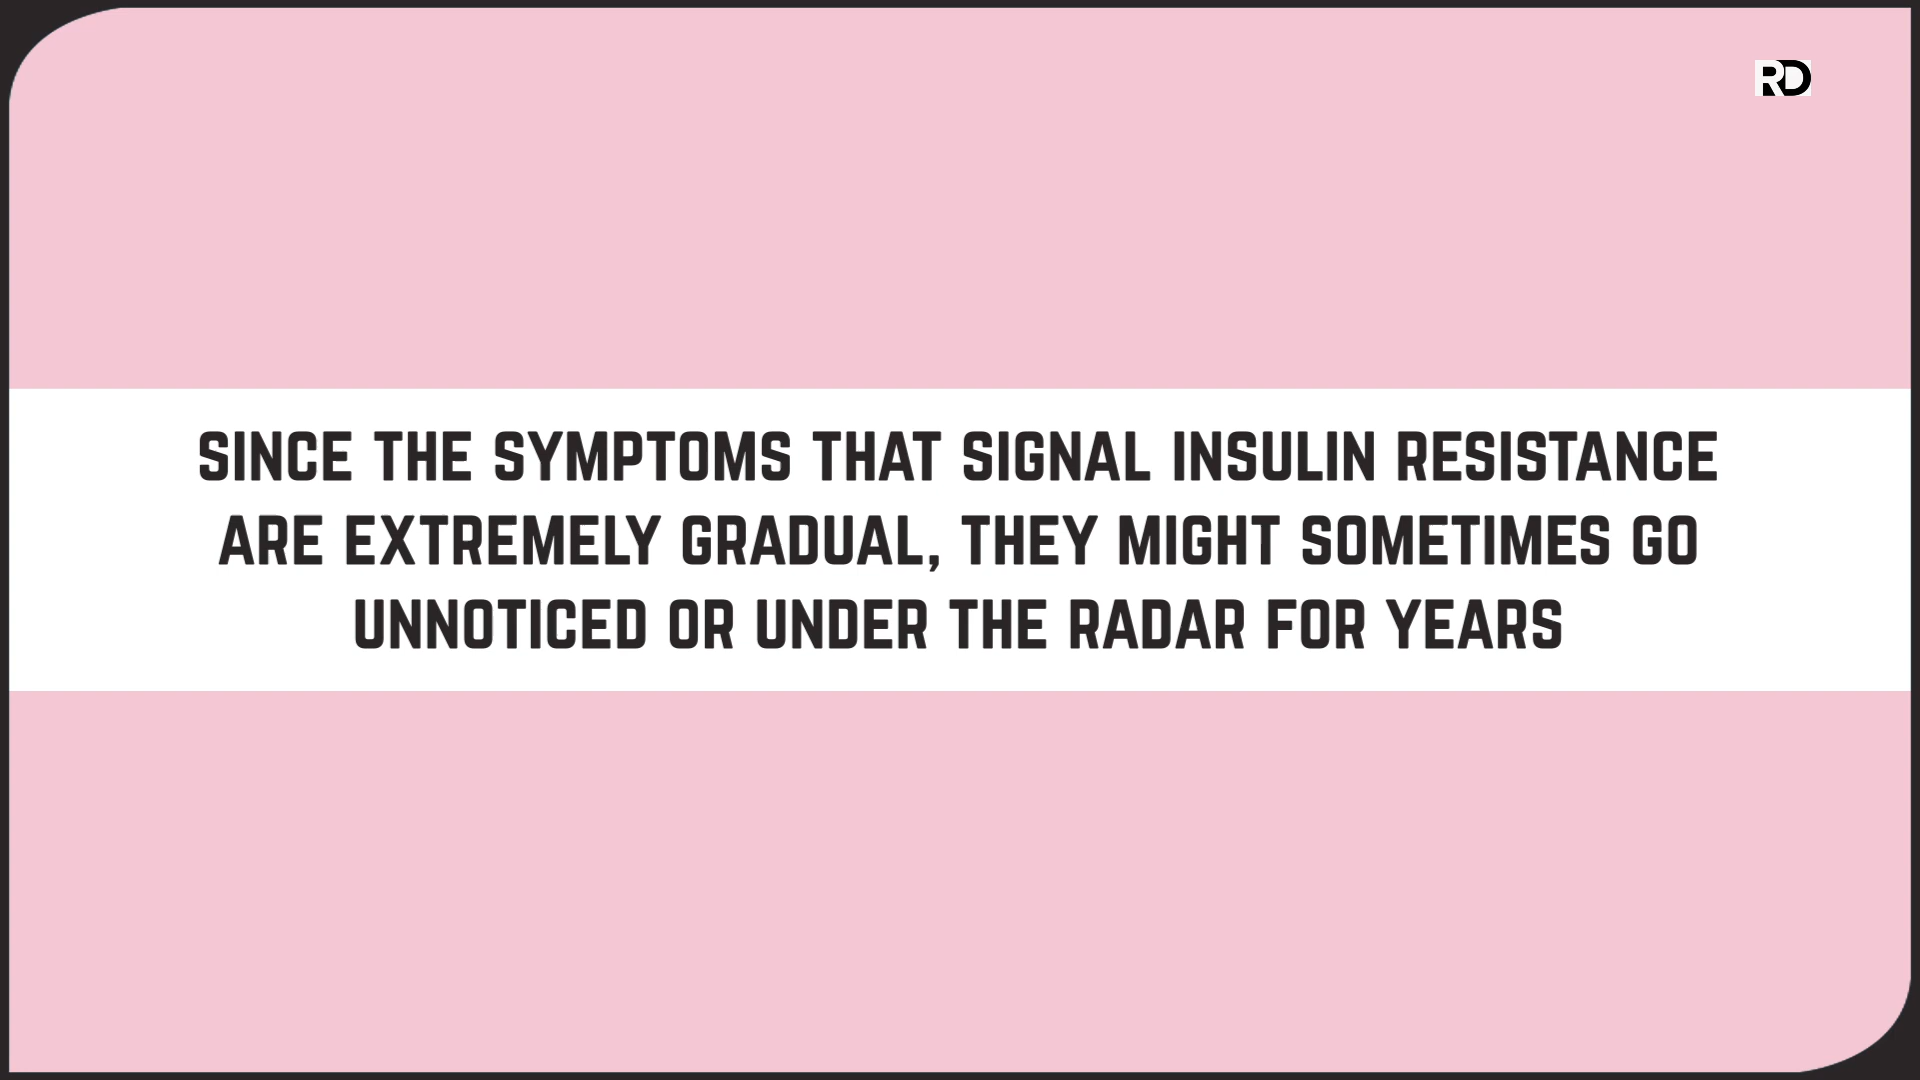 RD
SINCE THE SYMPTOMS THAT SIGNAL INSULIN RESISTANCE
ARE EXTREMELY GRADUAL, THEY MIGHT SOMETIMES GO
UNNOTICED OR UNDER THE RADAR FOR YEARS